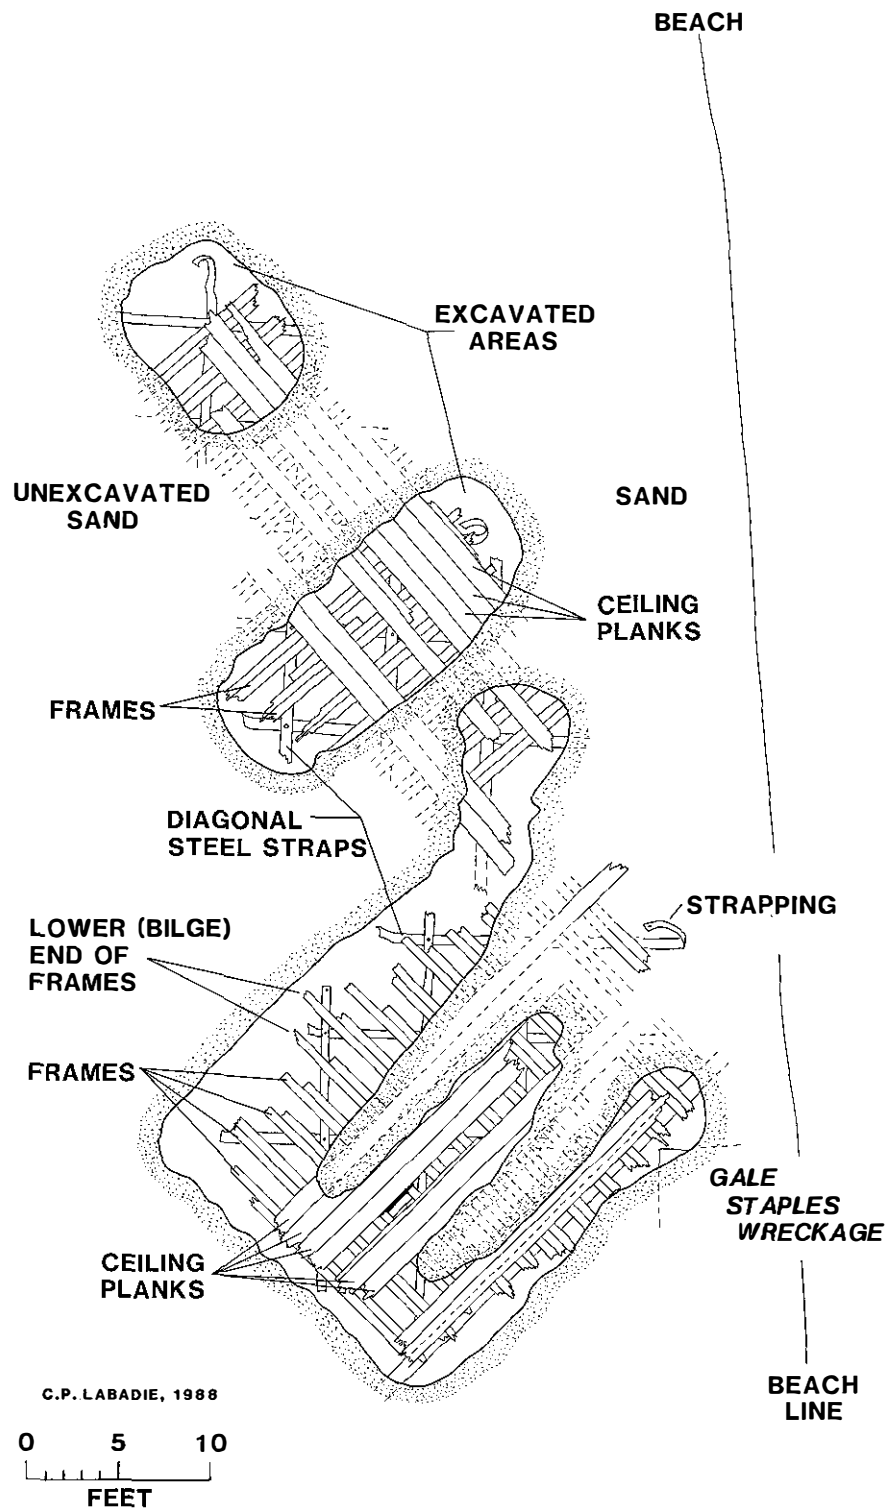 BEACH
EXCAVATED
AREAS
UNEXCAVATED
SAND
SAND
CEILING
PLANKS
FRAMES
DIAGONAL
STEEL STRAPS
STRAPPING
LOWER (BILGE)
END OF
FRAMES
FRAMES
GALE
STAPLES
WRECKAGE
CEILING
PLANKS
BEACH
LINE
C.P. LABADIE, 1988
0 5 10
FEET